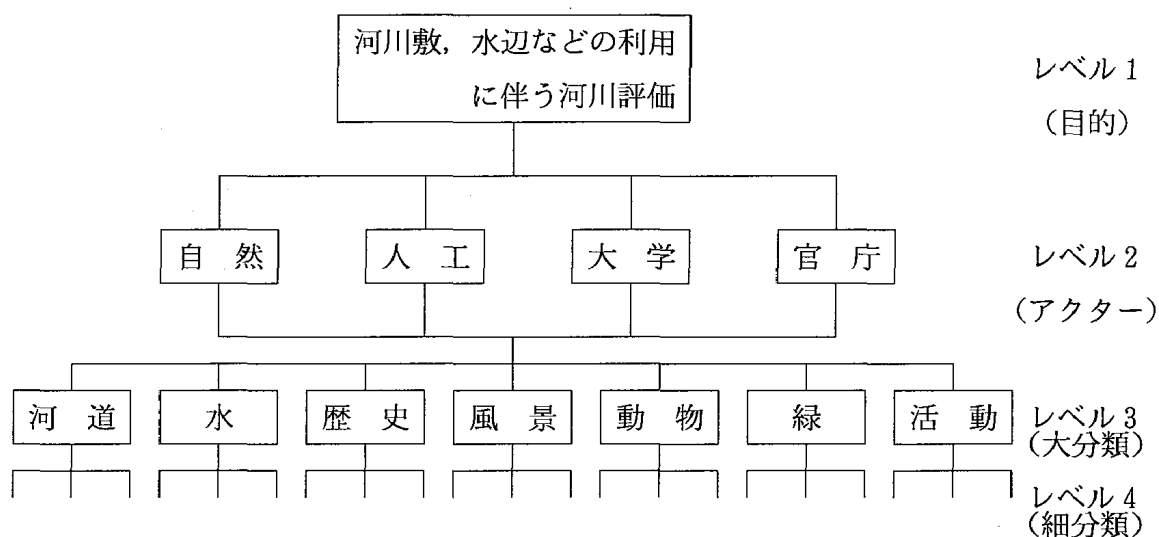 河川敷，水辺などの利用
に伴う河川評価
レベル1
（目的）
自 然
人 工
大 学
官 庁
レベル2
（アクター）
河 道
水
歴 史
風 景
動 物
緑
活 動
レベル3
（大分類）
レベル4
（細分類）